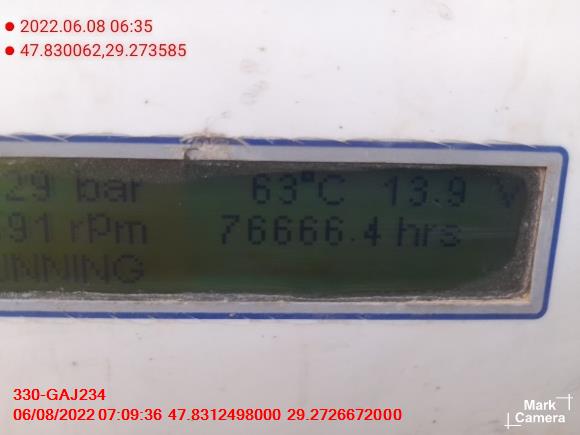 2022.06.08 06:35
47.830062,29.273585
29 bar 63°C 13.9 V
91 rpm 76666.4 hrs
UNNING
330-GAJ234
06/08/2022 07:09:36 47.8312498000 29.2726672000
Mark
Camera